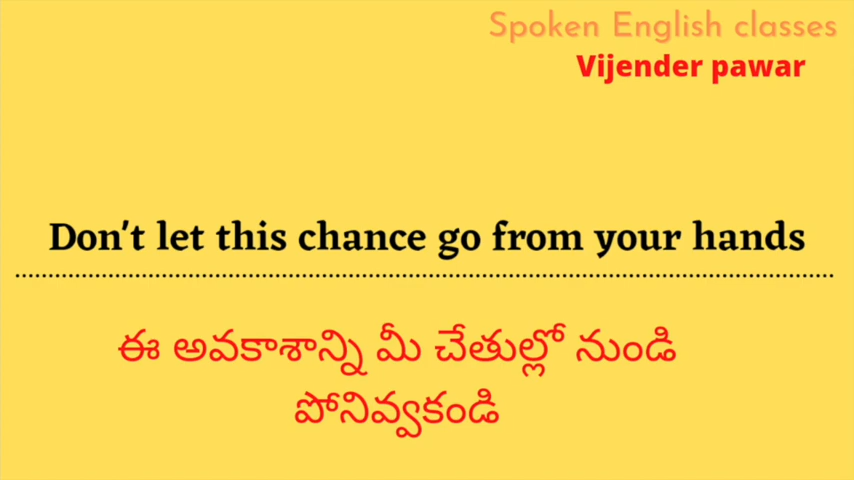 Spoken English classes
Vijender pawar
Don't let this chance go from your hands
ఈ అవకాశాన్ని మీ చేతుల్లో నుండి
పోనివ్వకండి